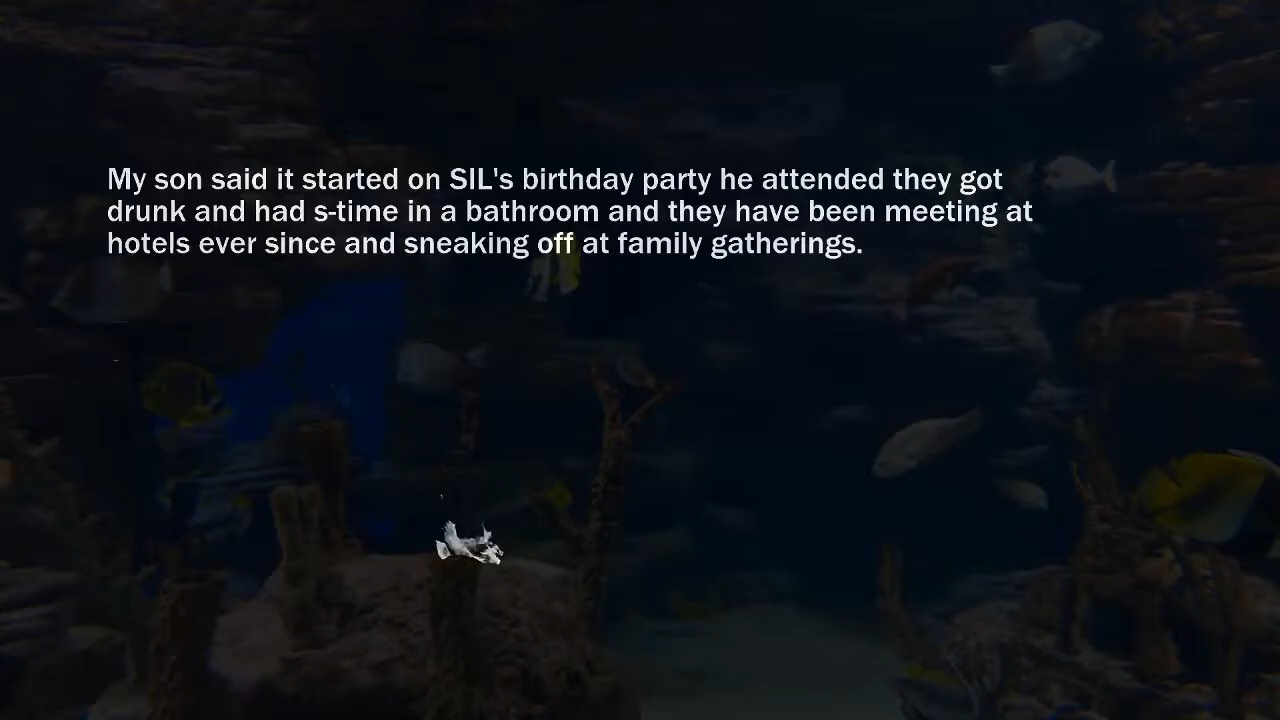 My son said it started on SIL's birthday party he attended they got
drunk and had s-time in a bathroom and they have been meeting at
hotels ever since and sneaking off at family gatherings.